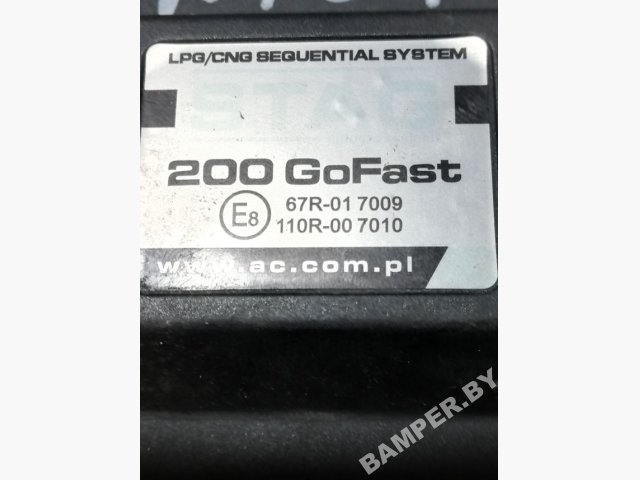 LPG/CNG SEQUENTIAL SYSTEM
STAG
200 GoFast
E8
67R-01 7009
110R-00 7010
www.ac.com.pl
BAMPER.BY